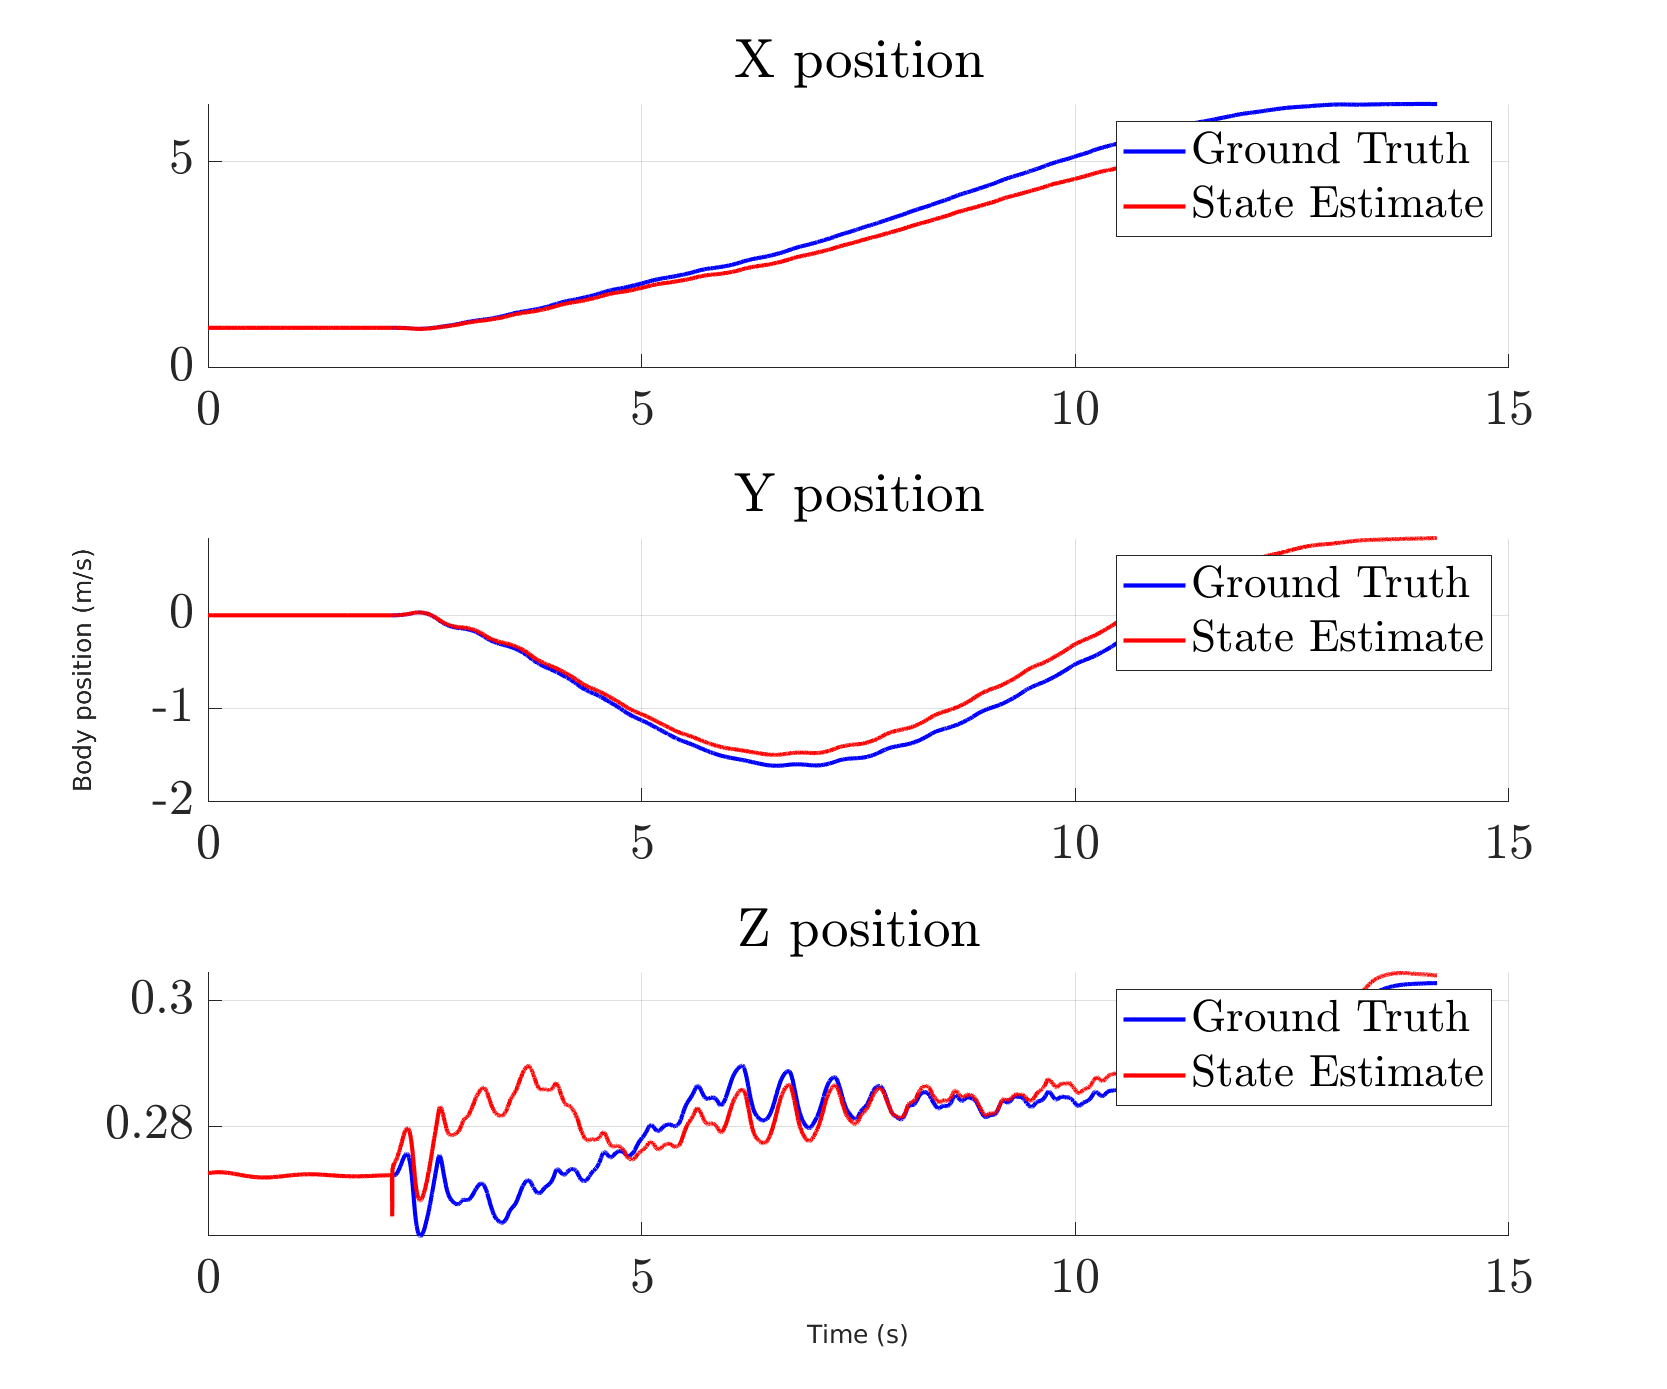 X position
5
0
0 5 10 15
Ground Truth
State Estimate
Y position
Body position (m/s)
0
-1
-2
0 5 10 15
Ground Truth
State Estimate
Z position
0.3
0.28
0 5 10 15
Ground Truth
State Estimate
Time (s)